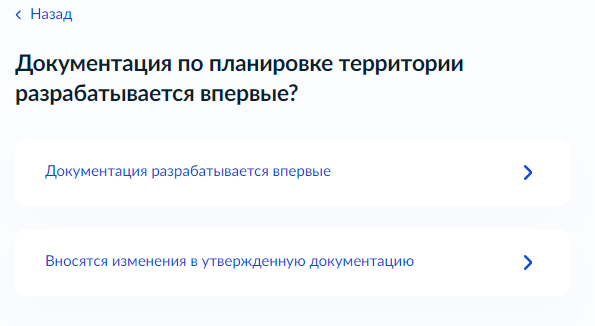 Назад
Документация по планировке территории
разрабатывается впервые?
Документация разрабатывается впервые
Вносятся изменения в утвержденную документацию